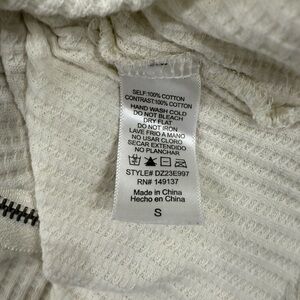 SELF:100% COTTON
CONTRAST:100% COTTON
HAND WASH COLD
DO NOT BLEACH
DRY FLAT
DO NOT IRON
LAVE FRIO A MANO
NO USAR CLORO
SECAR EXTENDIDO
NO PLANCHAR
STYLE# DZ23E997
RN# 149137
Made in China
Hecho en China
S